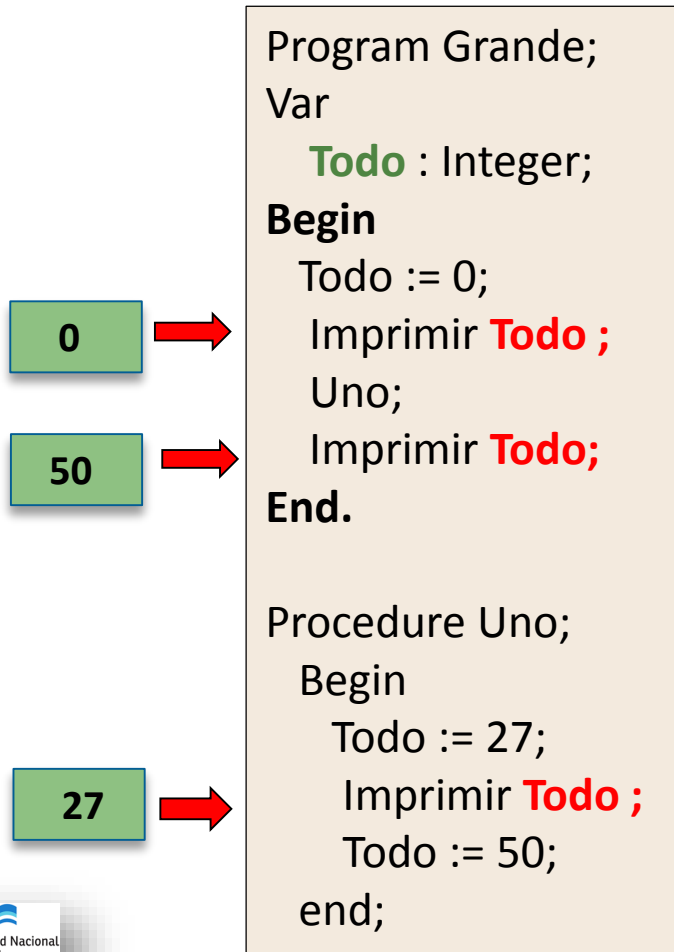 Program Grande;
Var
Todo : Integer;
Begin
Todo := 0;
0
Imprimir Todo ;
Uno;
50
Imprimir Todo;
End.
Procedure Uno;
Begin
Todo := 27;
27
Imprimir Todo ;
Todo := 50;
end;
d Nacional